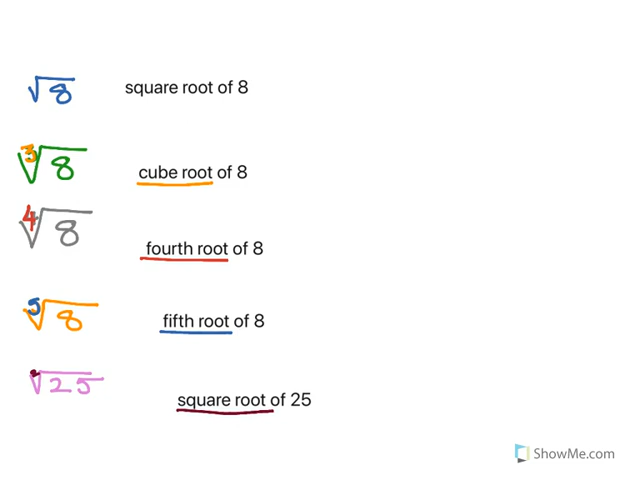 √8 square root of 8
∛8 cube root of 8
∜8 fourth root of 8
⁵√8 fifth root of 8
²√25 square root of 25
ShowMe.com